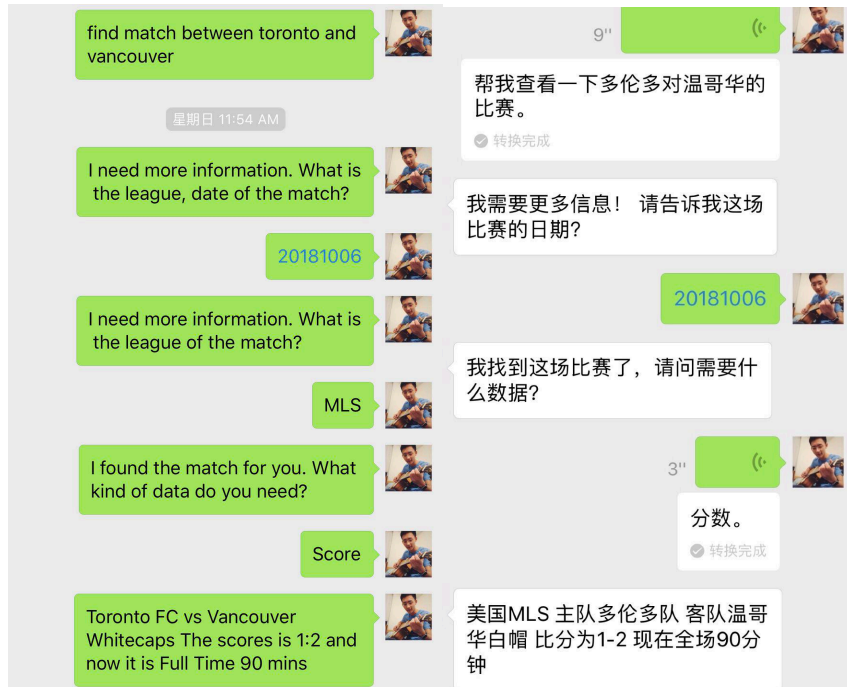 find match between toronto and
vancouver
星期日 11:54 AM
I need more information. What is
the league, date of the match?
20181006
I need more information. What is
the league of the match?
MLS
I found the match for you. What
kind of data do you need?
Score
Toronto FC vs Vancouver
Whitecaps The scores is 1:2 and
now it is Full Time 90 mins
9''
帮我查看一下多伦多对温哥华的
比赛。
转换完成
我需要更多信息！ 请告诉我这场
比赛的日期?
20181006
我找到这场比赛了，请问需要什
么数据?
3''
分数。
转换完成
美国MLS 主队多伦多队 客队温哥
华白帽 比分为1-2 现在全场90分
钟